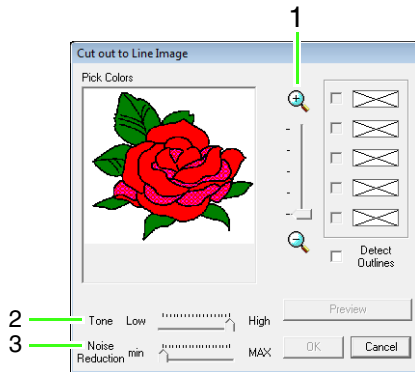 1
Cut out to Line Image
Pick Colors
Detect
Outlines
2 Tone Low High Preview
3 Noise
Reduction min MAX OK Cancel